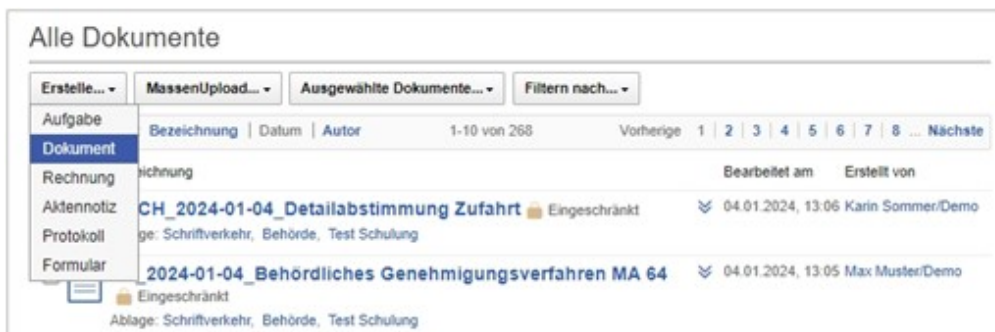 Alle Dokumente
Erstelle... MassenUpload... Ausgewählte Dokumente... Filtern nach...
Aufgabe
Bezeichnung | Datum | Autor 1-10 von 268 Vorherige 1 | 2 | 3 | 4 | 5 | 6 | 7 | 8 ... Nächste
Dokument
Rechnung eichnung Bearbeitet am Erstellt von
Aktennotiz CH_2024-01-04_Detailabstimmung Zufahrt Eingeschränkt 04.01.2024, 13:06 Karin Sommer/Demo
Protokoll ge: Schriftverkehr, Behörde, Test Schulung
Formular _2024-01-04_Behördliches Genehmigungsverfahren MA 64 04.01.2024, 13:05 Max Muster/Demo
Eingeschränkt
Ablage: Schriftverkehr, Behörde, Test Schulung